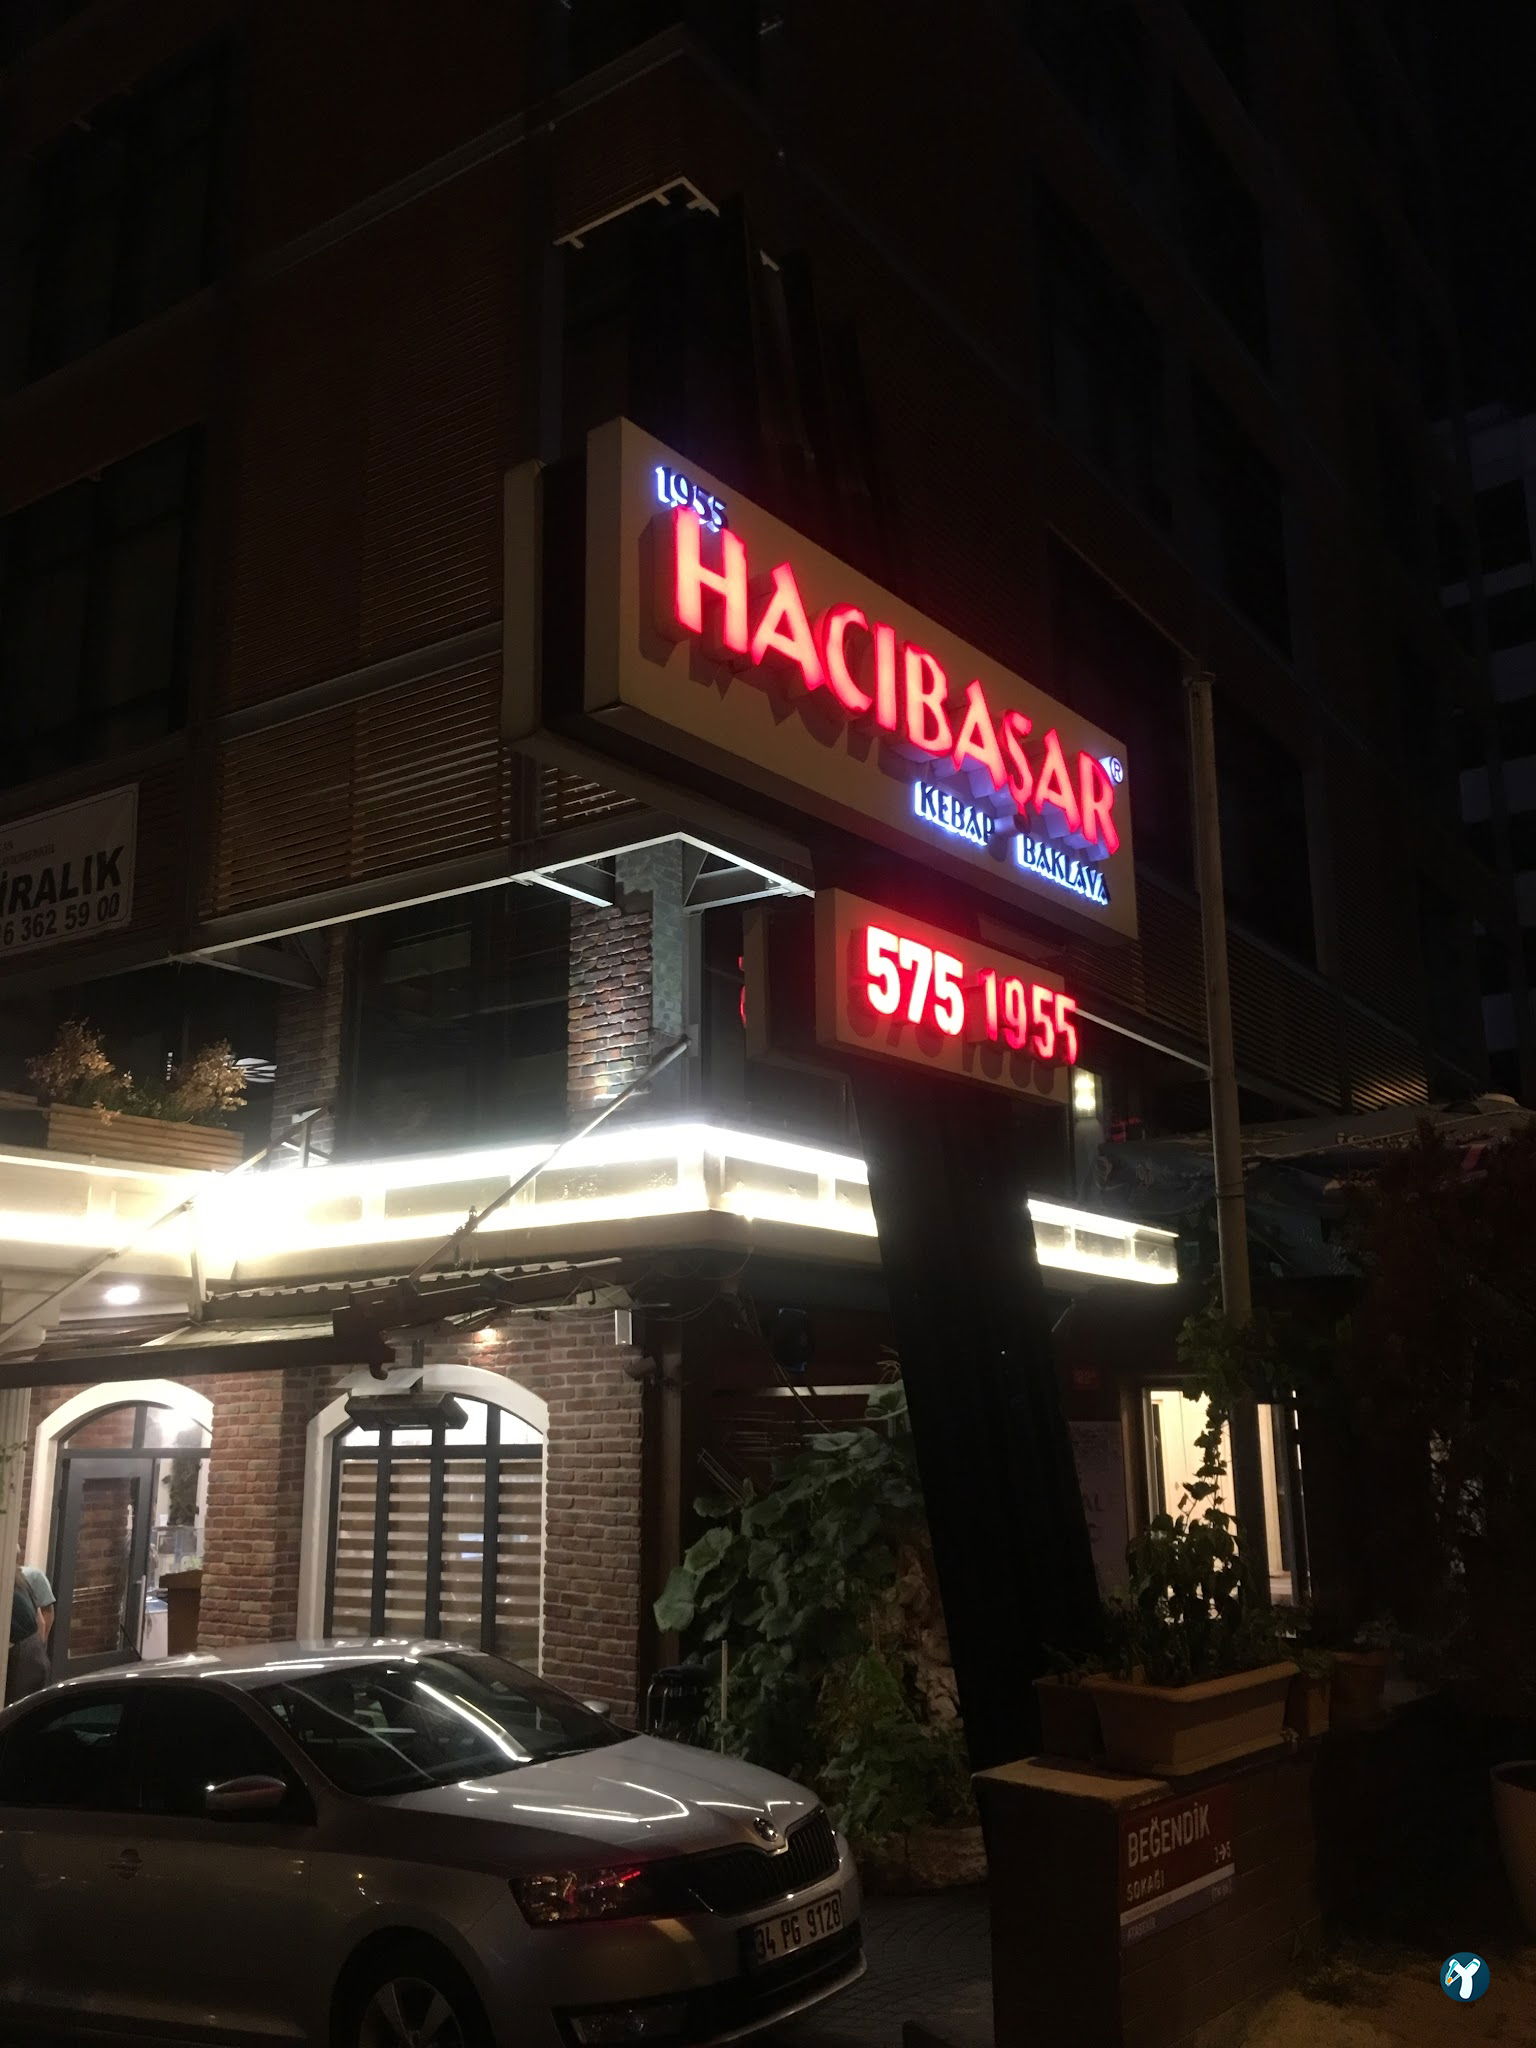 1955
HACIBAŞAR®
KEBAP BAKLAVA
575 1955
İRALIK
6 362 59 00
BEĞENDİK
SOKAĞI
34 PG 9128